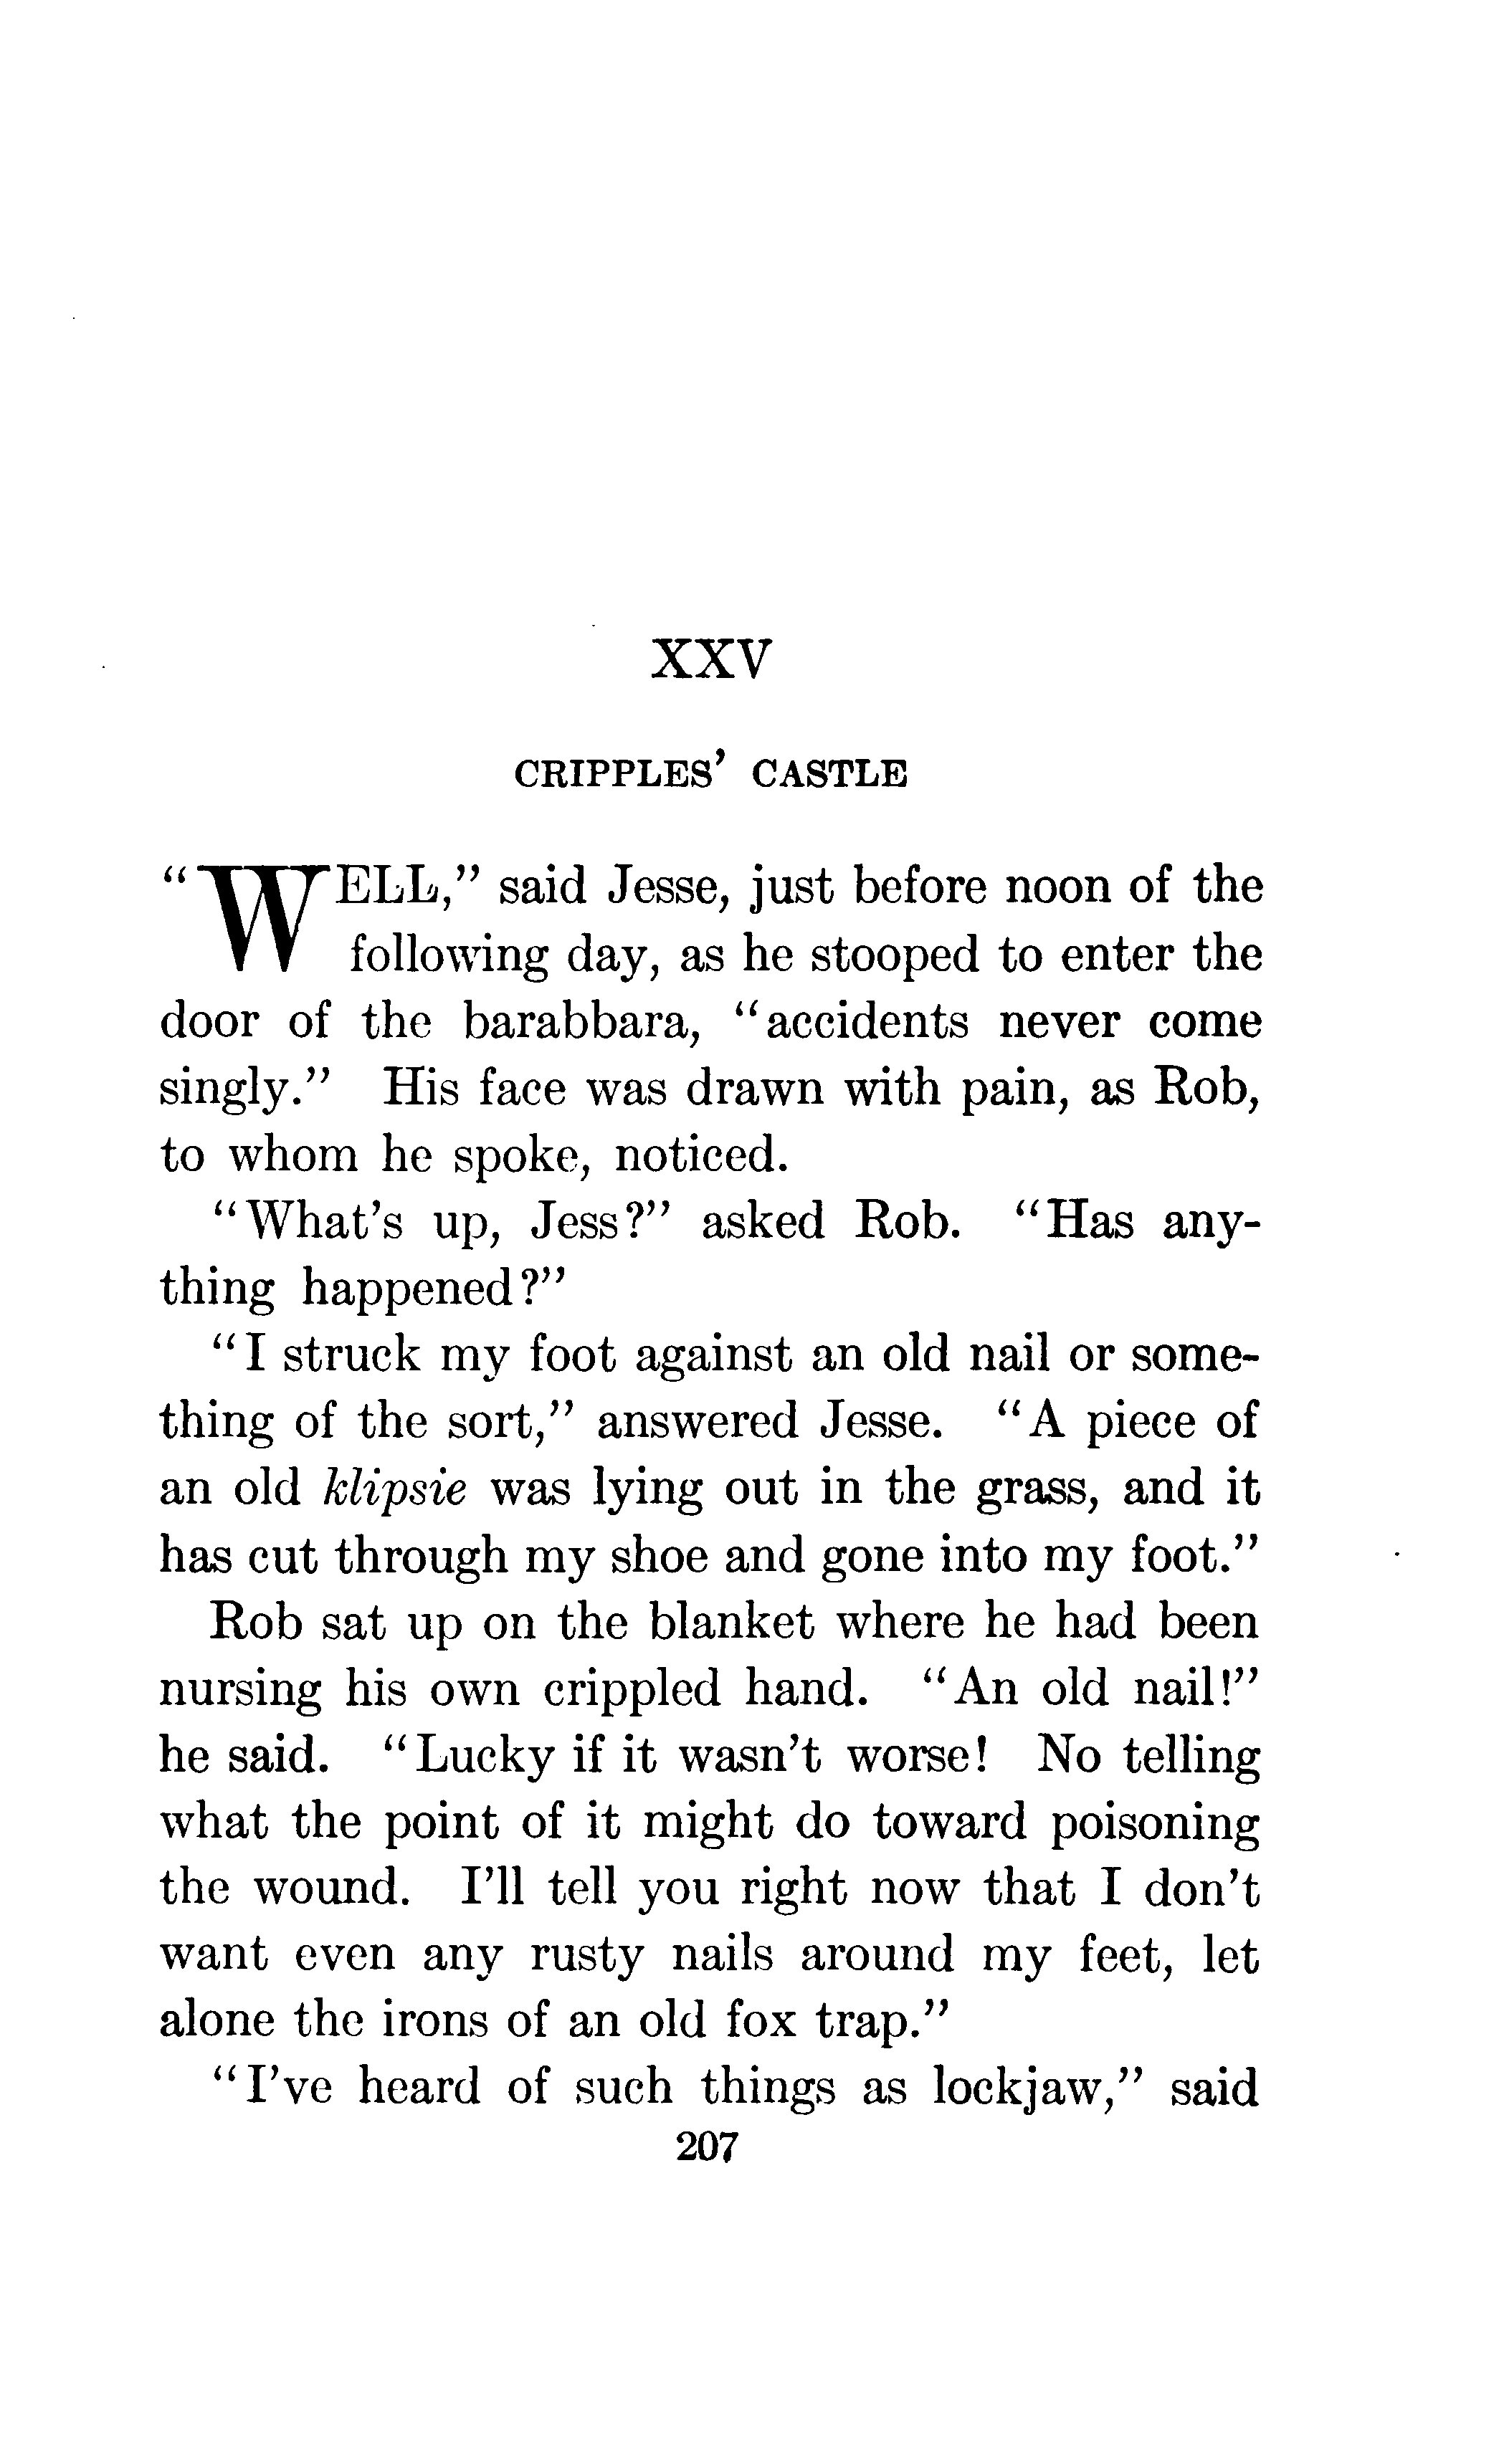 XXV
CRIPPLES' CASTLE
"WELL," said Jesse, just before noon of the
following day, as he stooped to enter the
door of the barabbara, "accidents never come
singly." His face was drawn with pain, as Rob,
to whom he spoke, noticed.
"What's up, Jess?" asked Rob. "Has any-
thing happened?"
"I struck my foot against an old nail or some-
thing of the sort," answered Jesse. "A piece of
an old klipsie was lying out in the grass, and it
has cut through my shoe and gone into my foot."
Rob sat up on the blanket where he had been
nursing his own crippled hand. "An old nail!"
he said. "Lucky if it wasn't worse! No telling
what the point of it might do toward poisoning
the wound. I'll tell you right now that I don't
want even any rusty nails around my feet, let
alone the irons of an old fox trap."
"I've heard of such things as lockjaw," said
207